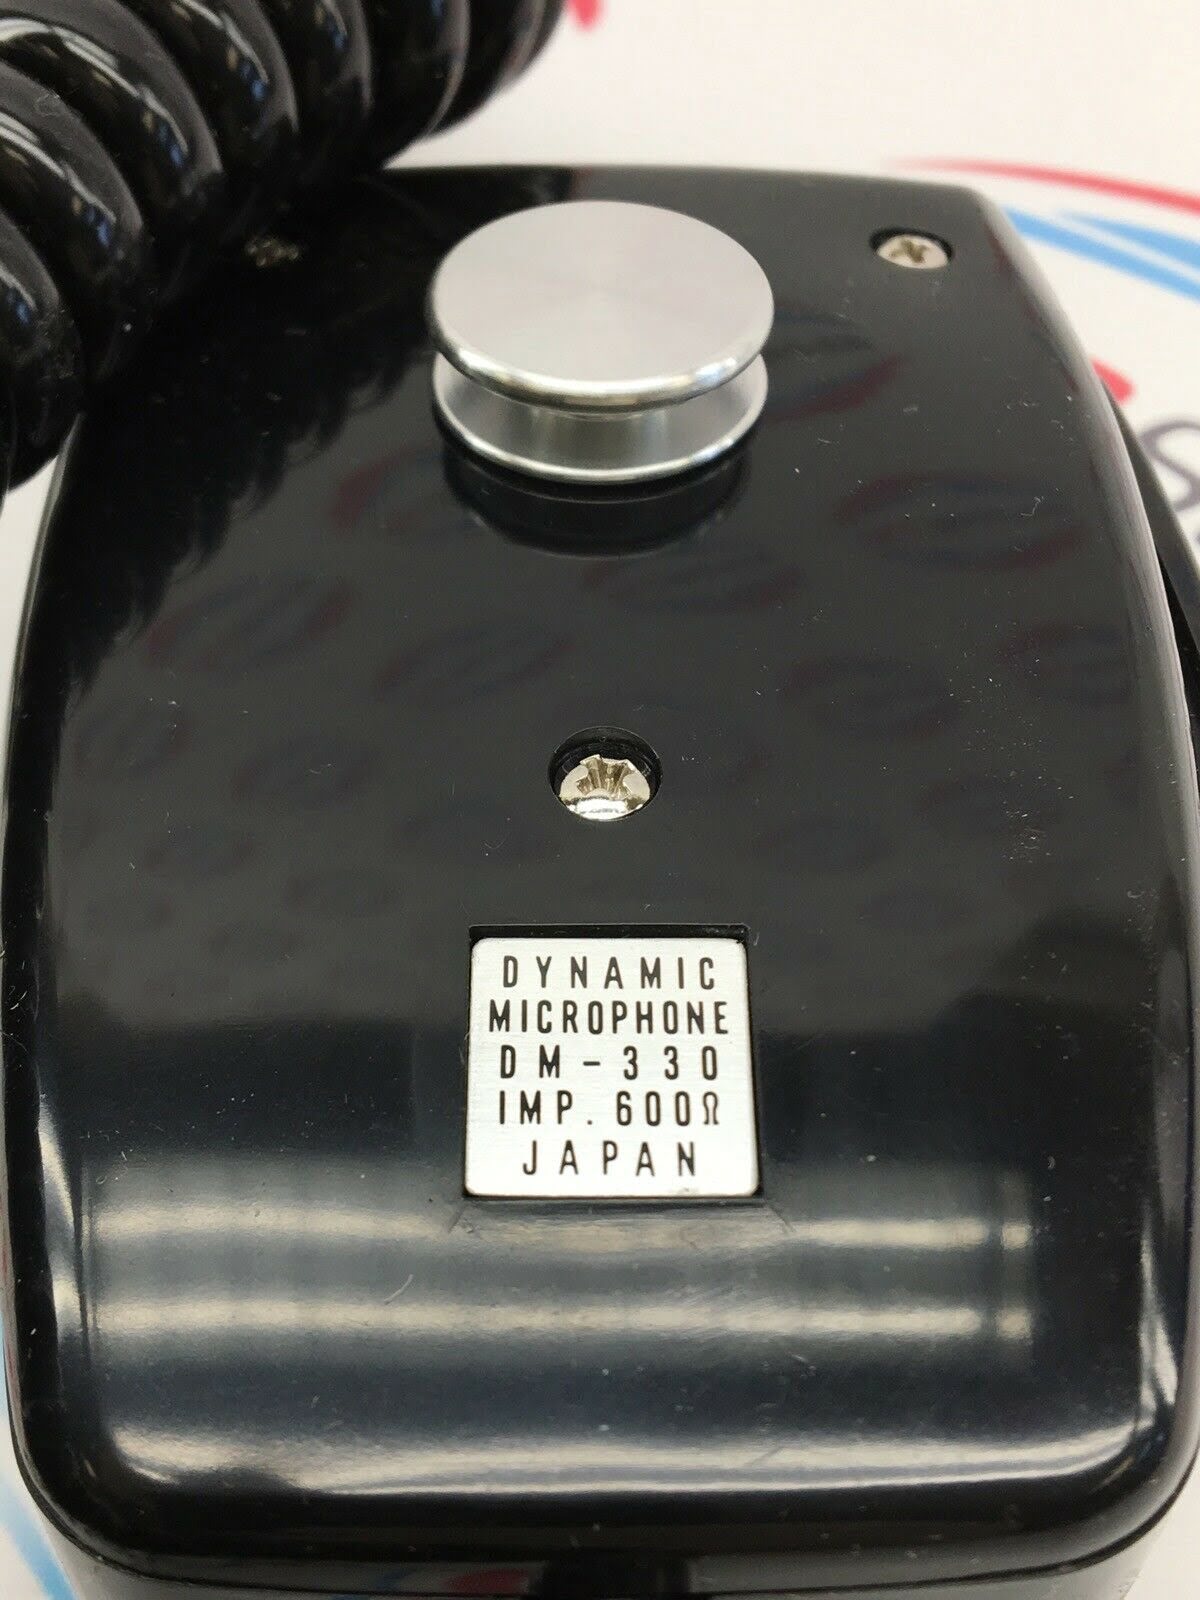 DYNAMIC
MICROPHONE
DM-330
IMP. 600Ω
JAPAN